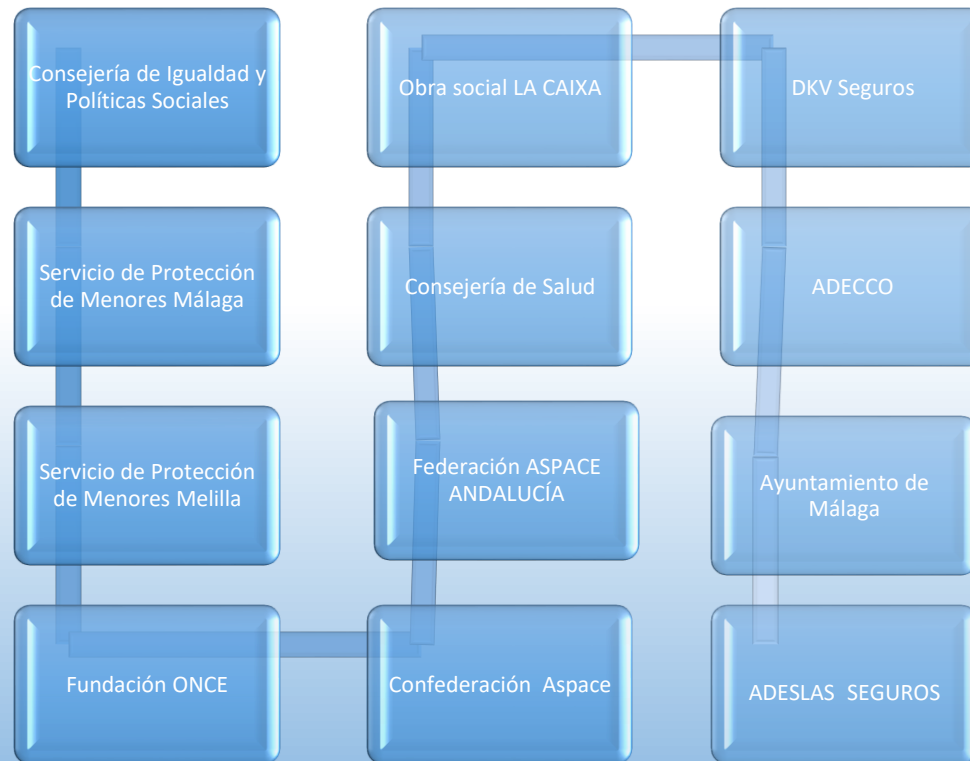 Consejería de Igualdad y
Políticas Sociales
Servicio de Protección
de Menores Málaga
Servicio de Protección
de Menores Melilla
Fundación ONCE
Confederación Aspace
Federación ASPACE
ANDALUCÍA
Consejería de Salud
Obra social LA CAIXA
DKV Seguros
ADECCO
Ayuntamiento de
Málaga
ADESLAS SEGUROS